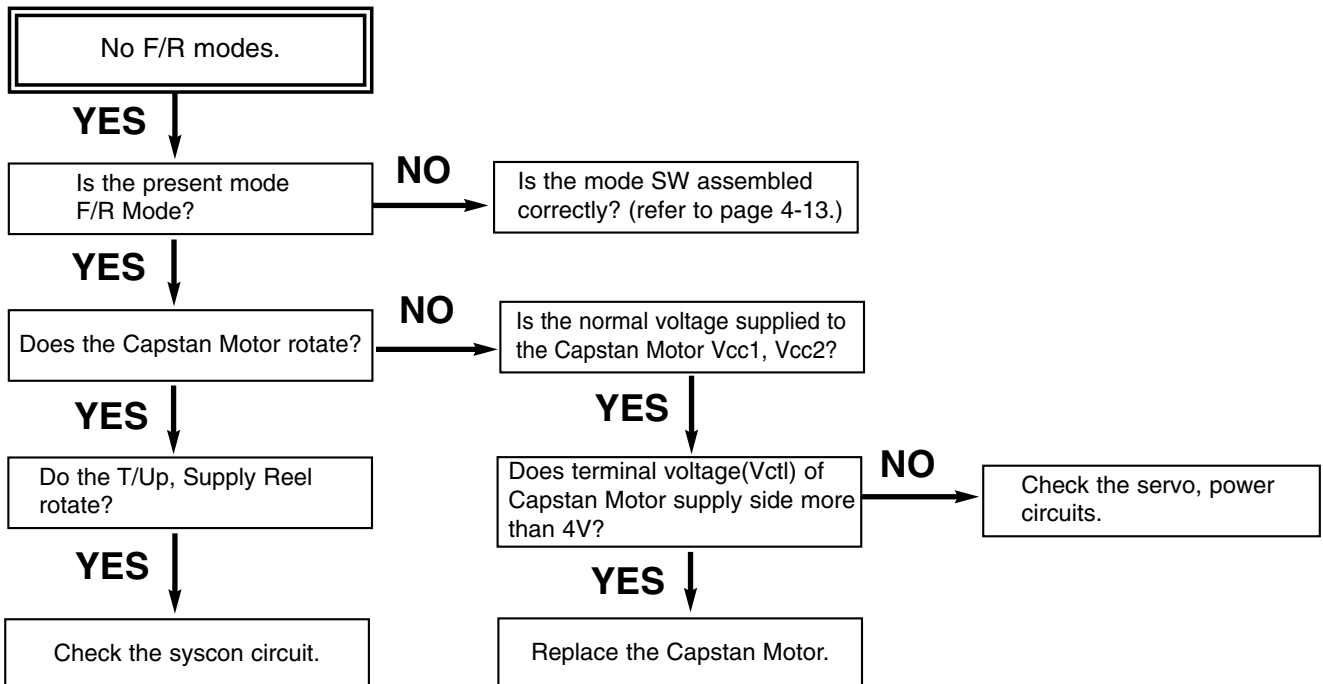 No F/R modes.
YES
Is the present mode
F/R Mode?
NO
Is the mode SW assembled
correctly? (refer to page 4-13.)
YES
Does the Capstan Motor rotate?
NO
Is the normal voltage supplied to
the Capstan Motor Vcc1, Vcc2?
YES
YES
Do the T/Up, Supply Reel
rotate?
Does terminal voltage(Vctl) of
Capstan Motor supply side more
than 4V?
NO
Check the servo, power
circuits.
YES
YES
Check the syscon circuit.
Replace the Capstan Motor.